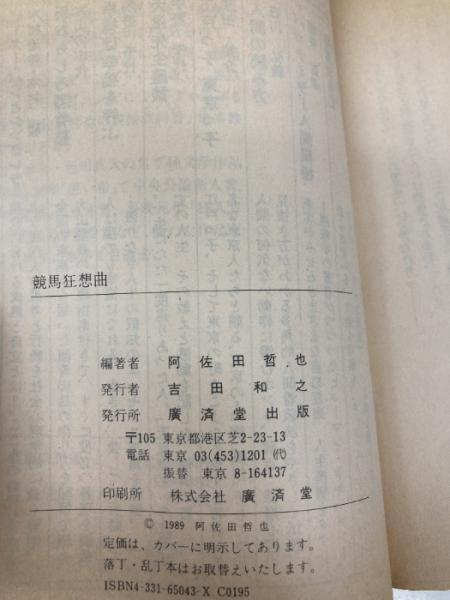 競馬狂想曲
編著者 阿佐田哲也
発行者 吉田和之
発行所 廣済堂出版
〒105 東京都港区芝2-23-13
電話 東京 03(453)1201(代)
振替 東京 8-164137
印刷所 株式会社 廣済堂
© 1989 阿佐田哲也
定価は、カバーに明示してあります。
落丁・乱丁本はお取替えいたします。
ISBN4-331-65043-X C0195